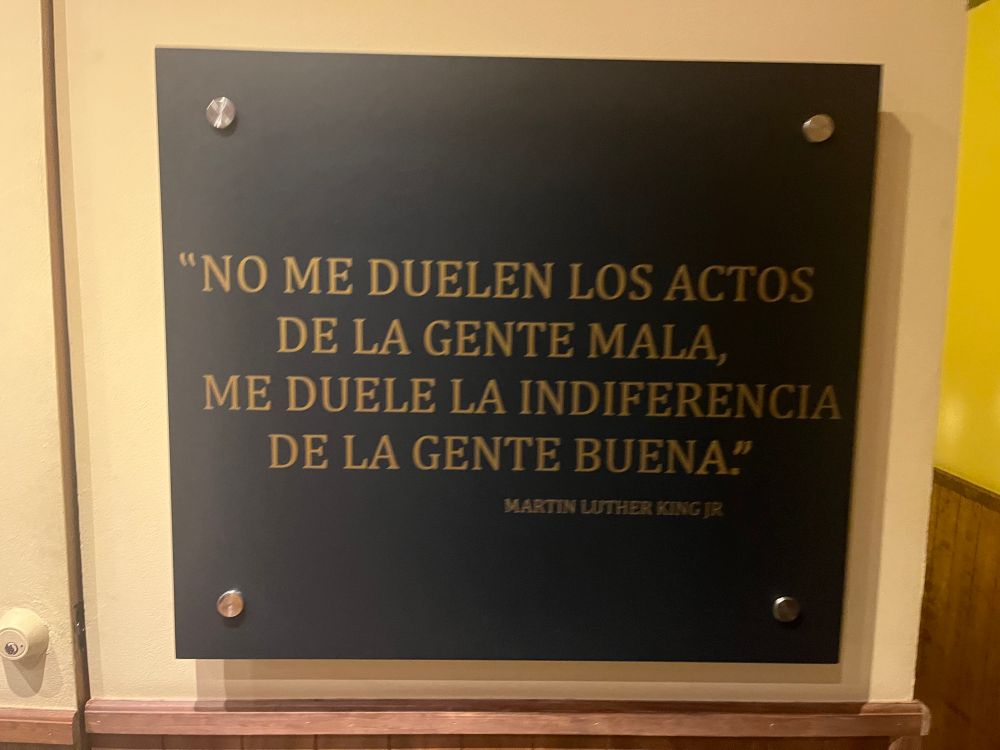 “NO ME DUELEN LOS ACTOS
DE LA GENTE MALA,
ME DUELE LA INDIFERENCIA
DE LA GENTE BUENA.”
MARTIN LUTHER KING JR